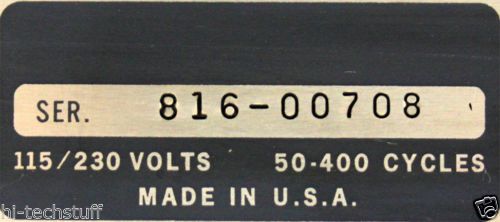 SER. 816-00708
115/230 VOLTS 50-400 CYCLES
MADE IN U.S.A.
hi-techstuff